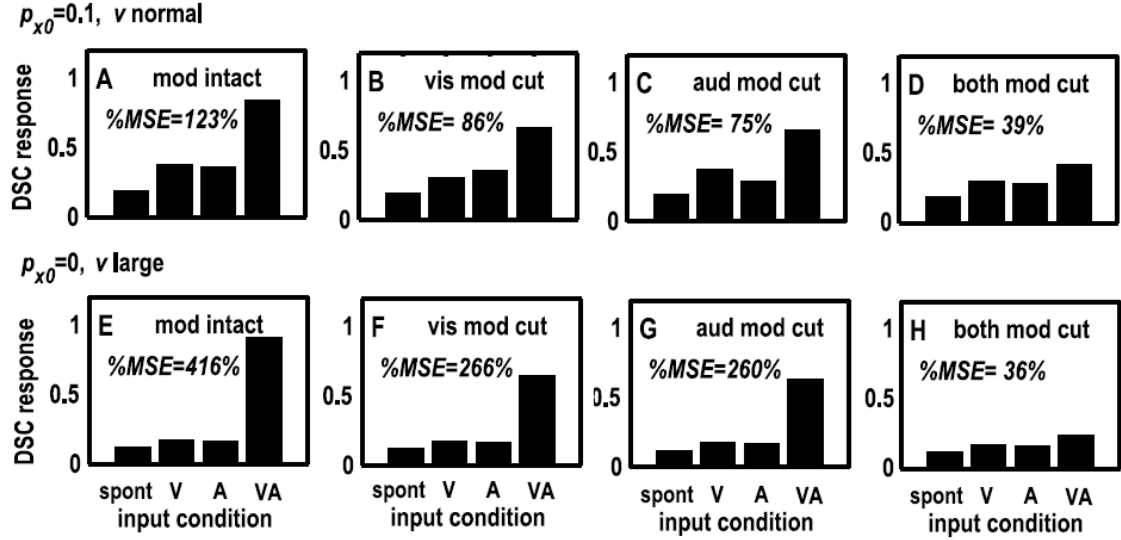 p_x0=0.1, v normal
DSC response
1
0.5
0
A mod intact
%MSE=123%
1
0.5
0
B vis mod cut
%MSE= 86%
1
0.5
0
C aud mod cut
%MSE= 75%
1
0.5
0
D both mod cut
%MSE= 39%
p_x0=0, v large
DSC response
1
0.5
0
E mod intact
%MSE=416%
spont V A VA
input condition
1
0.5
0
F vis mod cut
%MSE=266%
spont V A VA
input condition
1
0.5
0
G aud mod cut
%MSE=260%
spont V A VA
input condition
1
0.5
0
H both mod cut
%MSE= 36%
spont V A VA
input condition